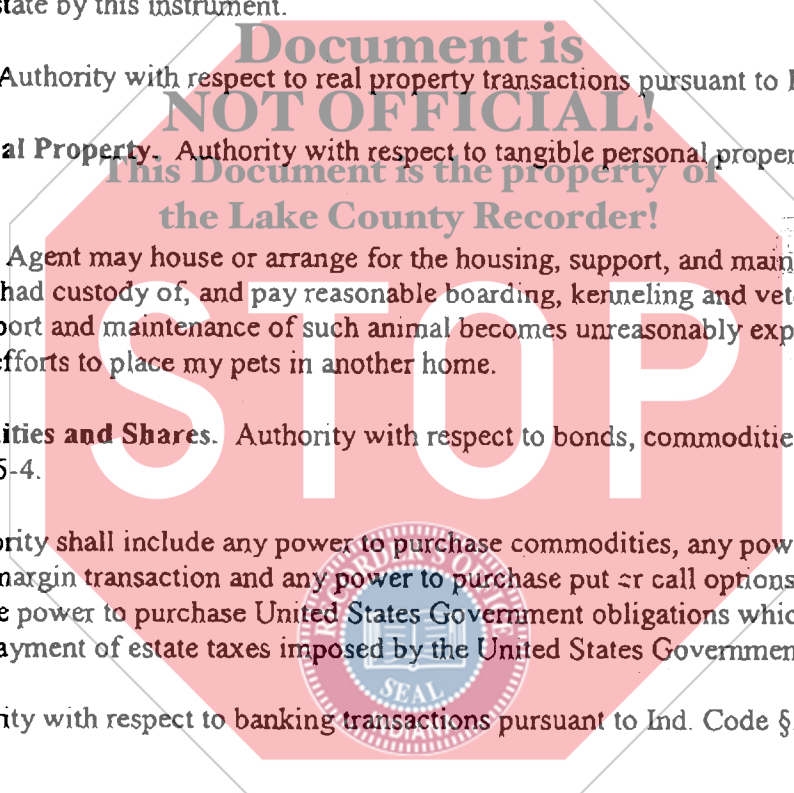 state by this instrument.
Document is
Authority with respect to real property transactions pursuant to
NOT OFFICIAL!
al Property. Authority with respect to tangible personal proper
This Document is the property of
the Lake County Recorder!
Agent may house or arrange for the housing, support, and main
had custody of, and pay reasonable boarding, kenneling and vet
port and maintenance of such animal becomes unreasonably exp
efforts to place my pets in another home.
STOP
ities and Shares. Authority with respect to bonds, commoditie
5-4.
ority shall include any power to purchase commodities, any pow
margin transaction and any power to purchase put or call options
e power to purchase United States Government obligations whic
ayment of estate taxes imposed by the United States Governmen
SEAL
INDIANA
rity with respect to banking transactions pursuant to Ind. Code §